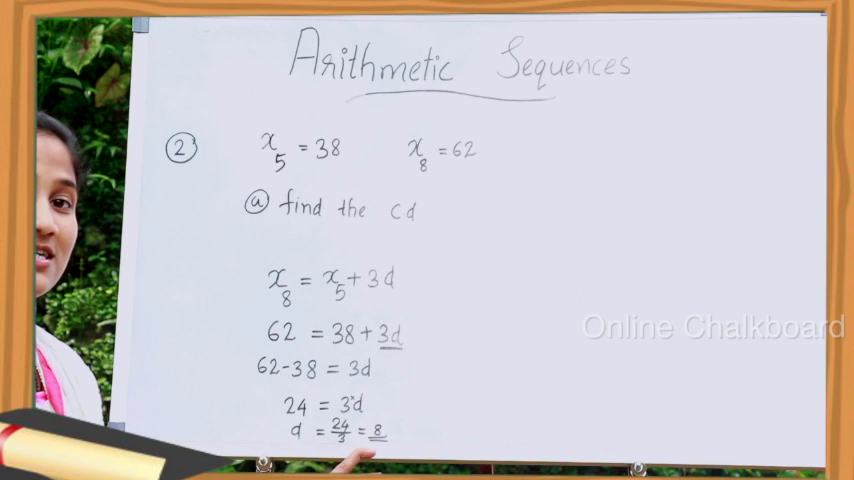 Arithmetic Sequences
2 x₅ = 38 x₈ = 62
a find the c.d
x₈ = x₅ + 3d
62 = 38 + 3d
Online Chalkboard
62 - 38 = 3d
24 = 3d
d = 24/3 = 8